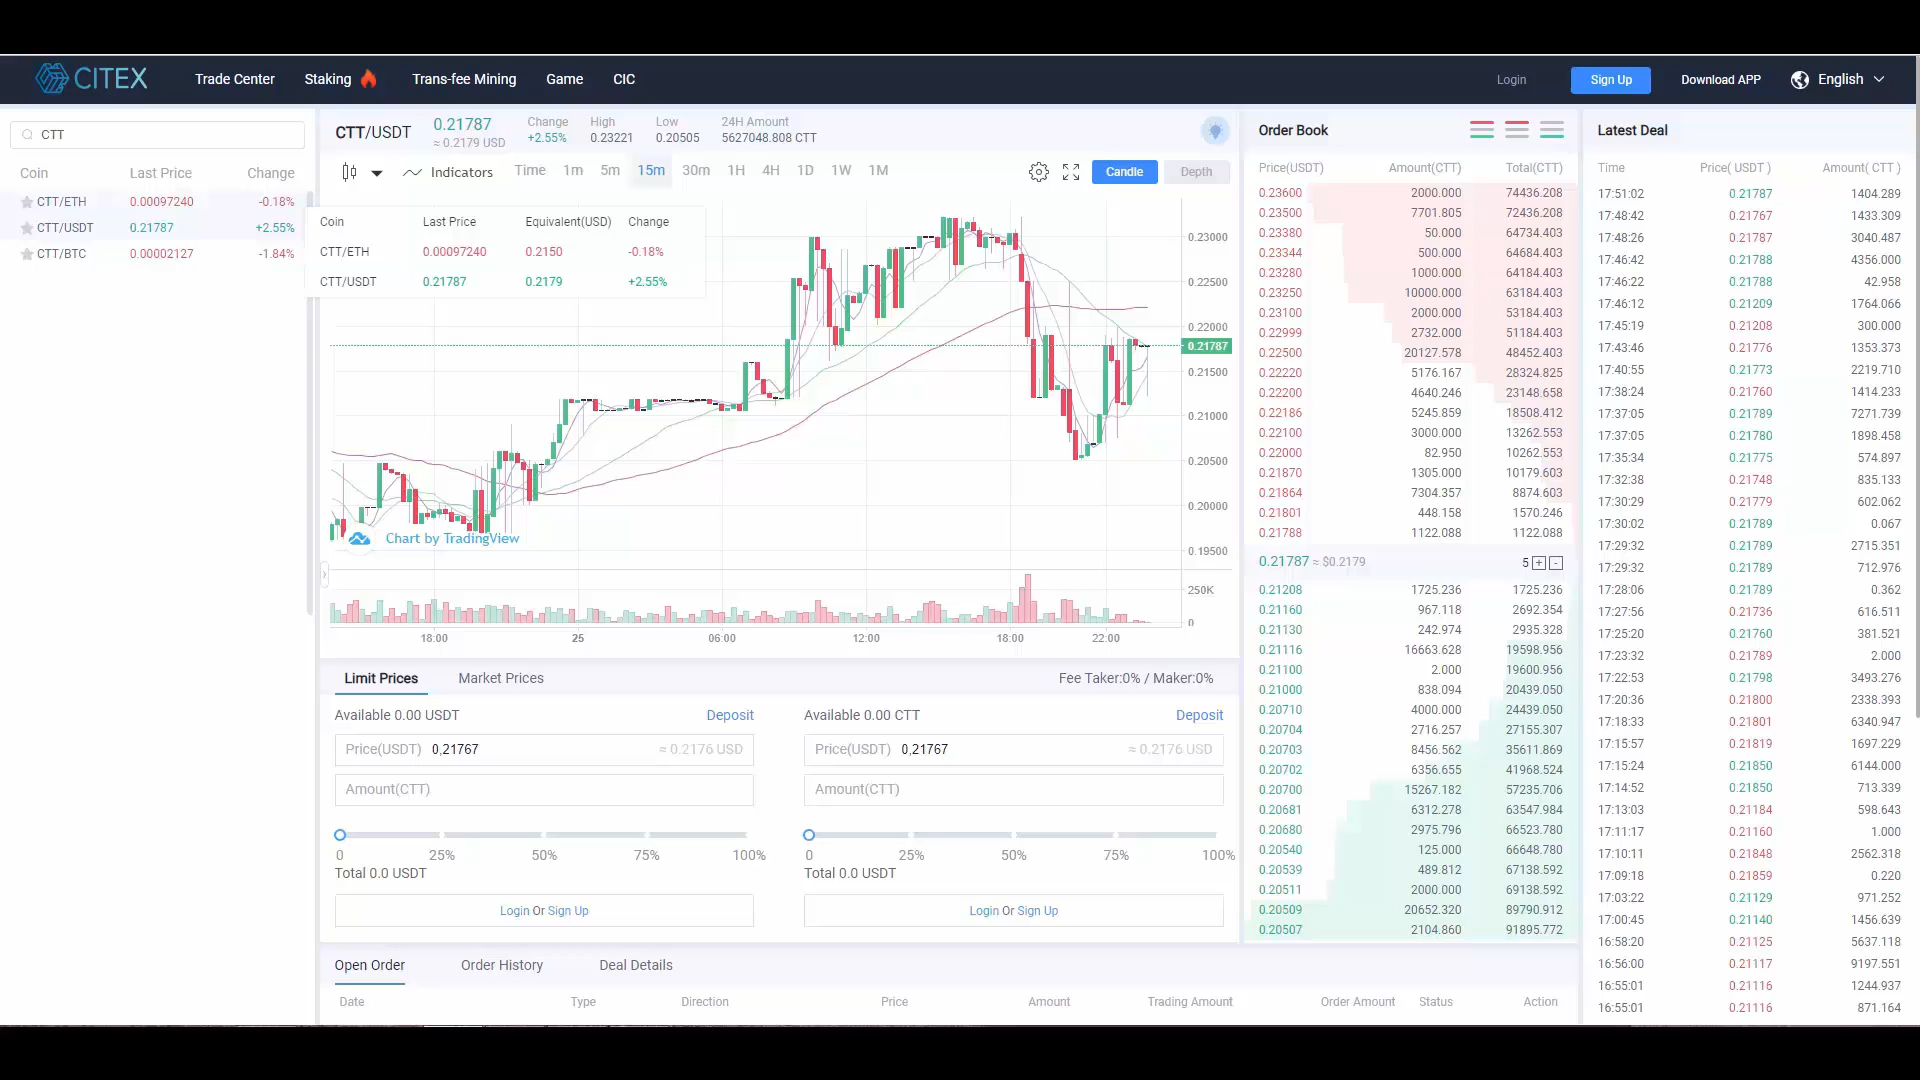 CITEX
Trade Center Staking Trans-fee Mining Game CIC
Login Sign Up Download APP English
CTT
Coin Last Price Change
CTT/ETH 0.00097240 -0.18%
CTT/USDT 0.21787 +2.55%
CTT/BTC 0.00002127 -1.84%
CTT/USDT 0.21787 ≈ 0.2179 USD
Change +2.55%
High 0.23221
Low 0.20505
24H Amount 5627048.808 CTT
Indicators Time 1m 5m 15m 30m 1H 4H 1D 1W 1M
Candle Depth
Coin Last Price Equivalent(USD) Change
CTT/ETH 0.00097240 0.2150 -0.18%
CTT/USDT 0.21787 0.2179 +2.55%
0.23000
0.22500
0.22000
0.21787
0.21500
0.21000
0.20500
0.20000
0.19500
Chart by TradingView
250K
0
18:00 25 06:00 12:00 18:00 22:00
Limit Prices Market Prices Fee Taker:0% / Maker:0%
Available 0.00 USDT Deposit
Price(USDT) 0,21767 ≈ 0.2176 USD
Amount(CTT)
0 25% 50% 75% 100%
Total 0.0 USDT
Login Or Sign Up
Available 0.00 CTT Deposit
Price(USDT) 0,21767 ≈ 0.2176 USD
Amount(CTT)
0 25% 50% 75% 100%
Total 0.0 USDT
Login Or Sign Up
Open Order Order History Deal Details
Date Type Direction Price Amount Trading Amount Order Amount Status Action
Order Book
Price(USDT) Amount(CTT) Total(CTT)
0.23600 2000.000 74436.208
0.23500 7701.805 72436.208
0.23380 50.000 64734.403
0.23344 500.000 64684.403
0.23280 1000.000 64184.403
0.23250 10000.000 63184.403
0.23100 2000.000 53184.403
0.22999 2732.000 51184.403
0.22500 20127.578 48452.403
0.22220 5176.167 28324.825
0.22200 4640.246 23148.658
0.22186 5245.859 18508.412
0.22100 3000.000 13262.553
0.22000 82.950 10262.553
0.21870 1305.000 10179.603
0.21864 7304.357 8874.603
0.21801 448.158 1570.246
0.21788 1122.088 1122.088
0.21787 ≈ $0.2179 5 + -
0.21208 1725.236 1725.236
0.21160 967.118 2692.354
0.21130 242.974 2935.328
0.21116 16663.628 19598.956
0.21100 2.000 19600.956
0.21000 838.094 20439.050
0.20710 4000.000 24439.050
0.20704 2716.257 27155.307
0.20703 8456.562 35611.869
0.20702 6356.655 41968.524
0.20700 15267.182 57235.706
0.20681 6312.278 63547.984
0.20680 2975.796 66523.780
0.20540 125.000 66648.780
0.20539 489.812 67138.592
0.20511 2000.000 69138.592
0.20509 20652.320 89790.912
0.20507 2104.860 91895.772
Latest Deal
Time Price( USDT ) Amount( CTT )
17:51:02 0.21787 1404.289
17:48:42 0.21767 1433.309
17:48:26 0.21787 3040.487
17:46:42 0.21788 4356.000
17:46:22 0.21788 42.958
17:46:12 0.21209 1764.066
17:45:19 0.21208 300.000
17:43:46 0.21776 1353.373
17:40:55 0.21773 2219.710
17:38:24 0.21760 1414.233
17:37:05 0.21789 7271.739
17:37:05 0.21780 1898.458
17:35:34 0.21775 574.897
17:32:38 0.21748 835.133
17:30:29 0.21779 602.062
17:30:02 0.21789 0.067
17:29:32 0.21789 2715.351
17:29:32 0.21789 712.976
17:28:06 0.21789 0.362
17:27:56 0.21736 616.511
17:25:20 0.21760 381.521
17:23:32 0.21789 2.000
17:22:53 0.21798 3493.276
17:20:36 0.21800 2338.393
17:18:33 0.21801 6340.947
17:15:57 0.21819 1697.229
17:15:24 0.21850 6144.000
17:14:52 0.21850 713.339
17:13:03 0.21184 598.643
17:11:17 0.21160 1.000
17:10:11 0.21848 2562.318
17:09:18 0.21859 0.220
17:03:22 0.21129 971.252
17:00:45 0.21140 1456.639
16:58:20 0.21125 5637.118
16:56:00 0.21117 9197.551
16:55:01 0.21116 1244.937
16:55:01 0.21116 871.164